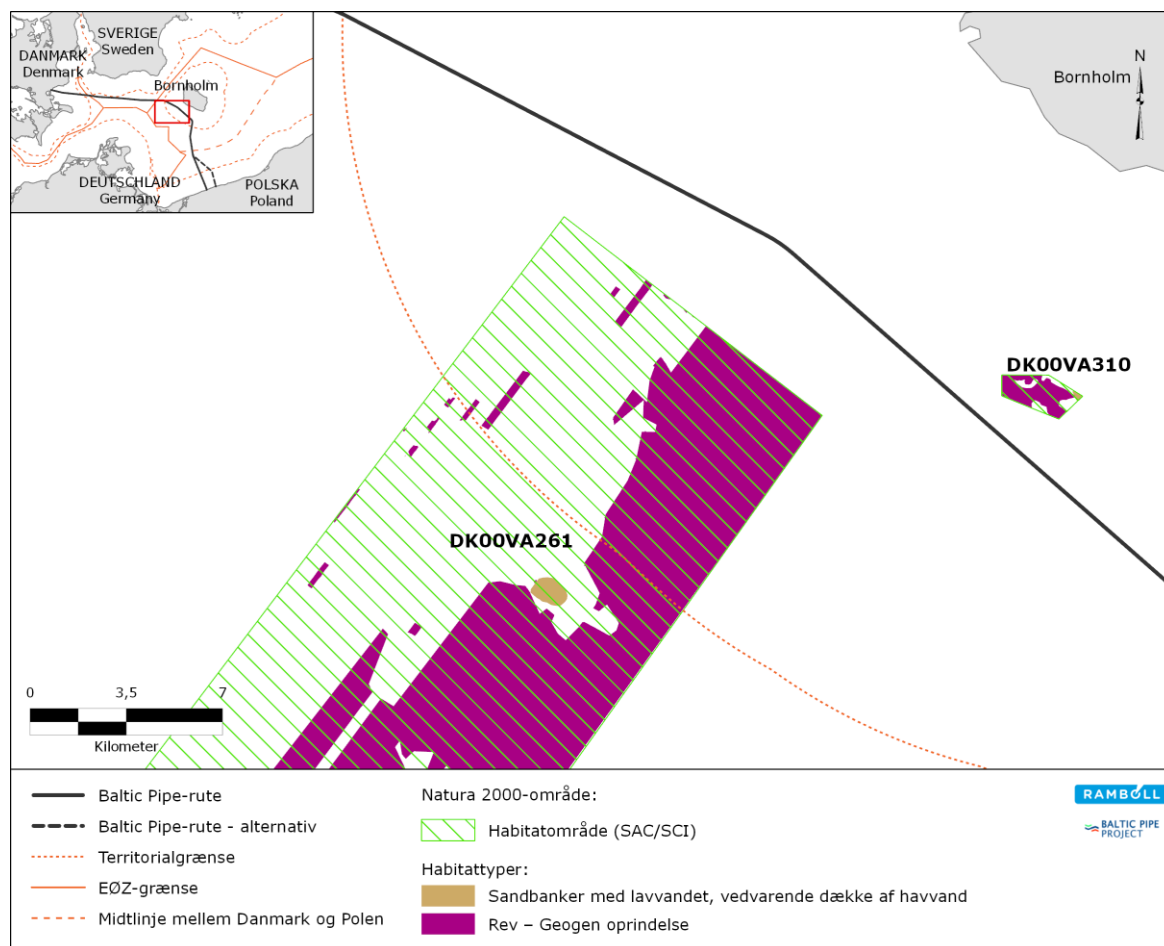 SVERIGE
Sweden
DANMARK
Denmark
Bornholm
DEUTSCHLAND
Germany
POLSKA
Poland
Bornholm
N
DK00VA310
DK00VA261
0 3,5 7
Kilometer
Baltic Pipe-rute
Baltic Pipe-rute - alternativ
Territorialgrænse
EØZ-grænse
Midtlinje mellem Danmark og Polen
Natura 2000-område:
Habitatområde (SAC/SCI)
Habitattyper:
Sandbanker med lavvandet, vedvarende dække af havvand
Rev – Geogen oprindelse
RAMBOLL
BALTIC PIPE
PROJECT